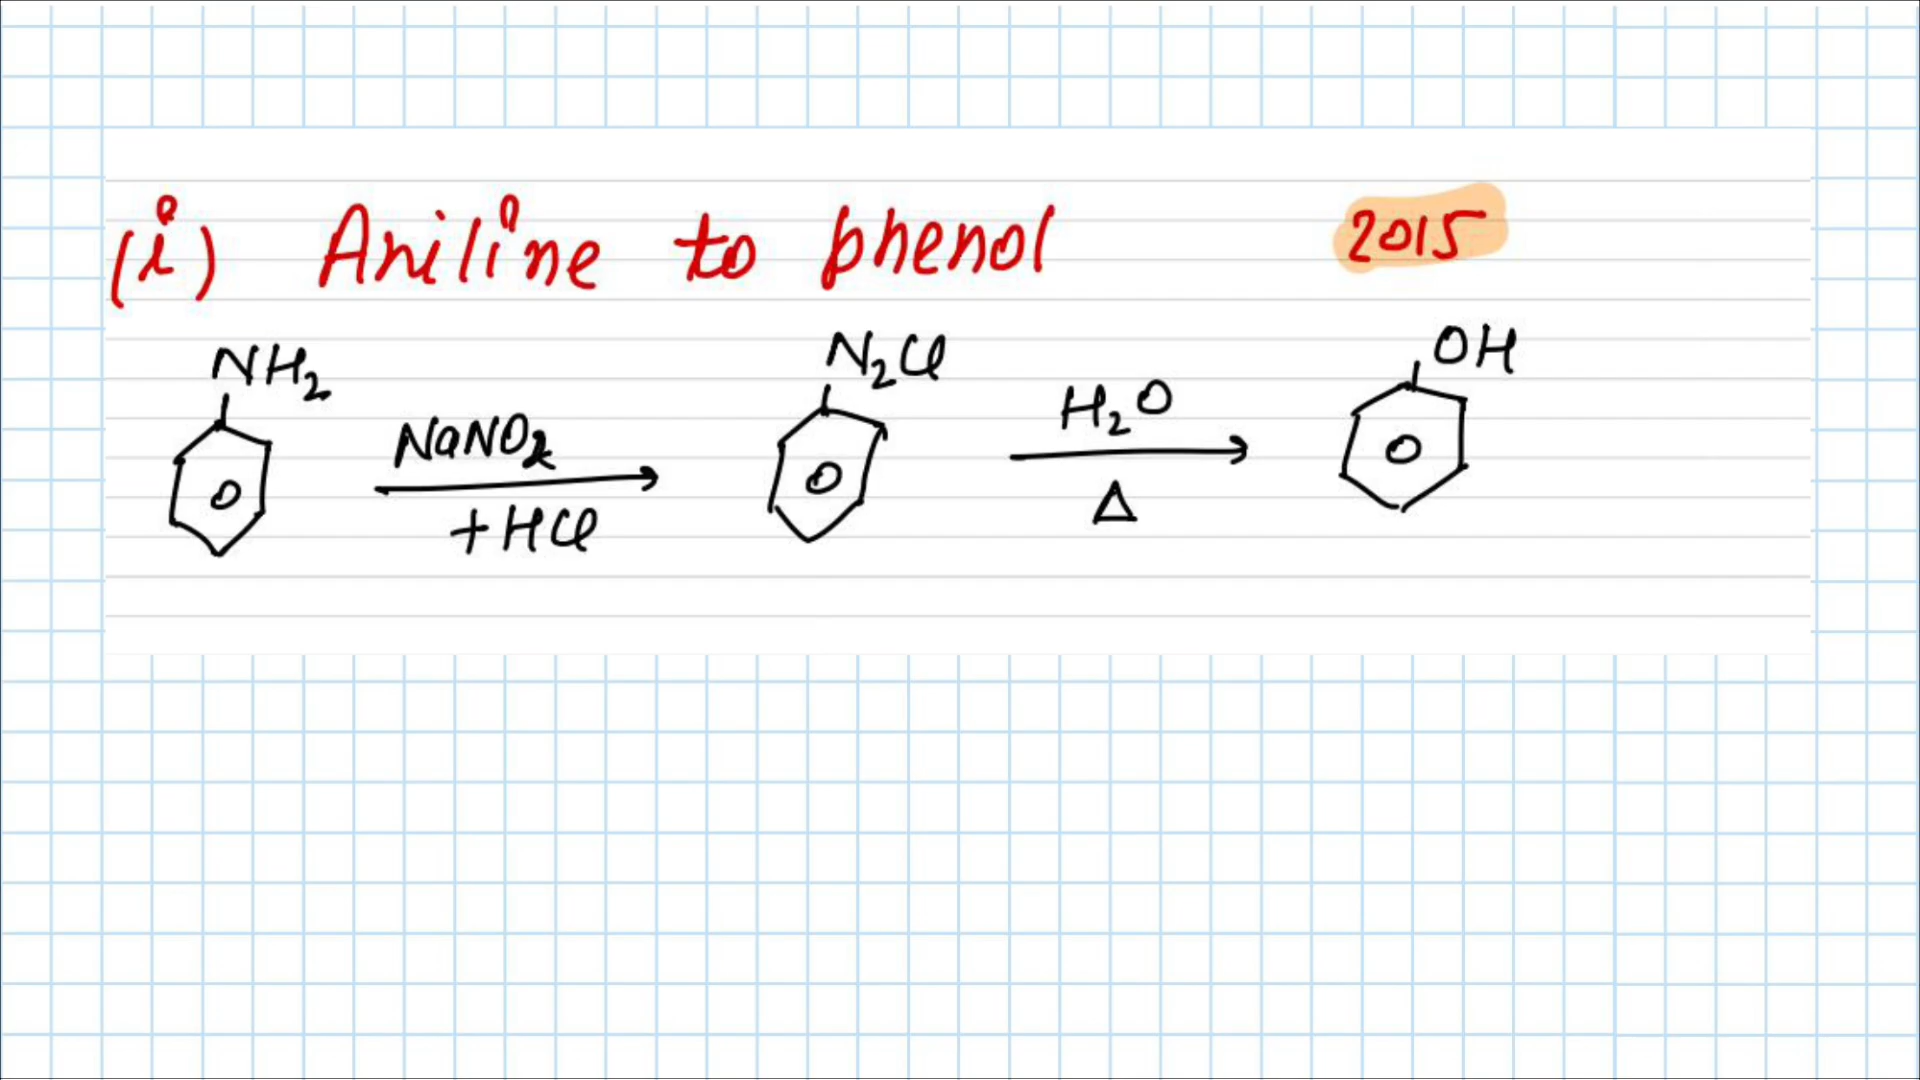 (i) Aniline to phenol 2015
NH₂ N₂Cl OH
NaNO₂ H₂O
+HCl Δ